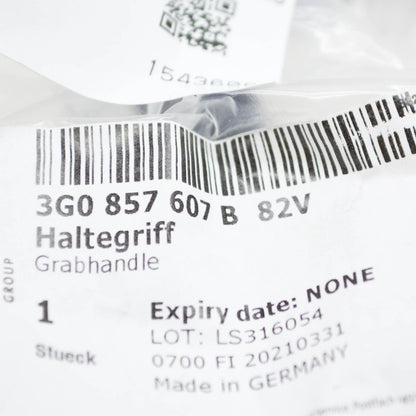 3G0 857 607 B 82V
Haltegriff
Grabhandle
GROUP
1
Stueck
Expiry date: NONE
LOT: LS316054
0700 FI 20210331
Made in GERMANY